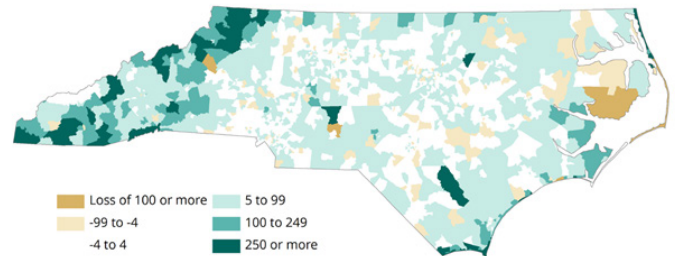 Loss of 100 or more
-99 to -4
-4 to 4
5 to 99
100 to 249
250 or more